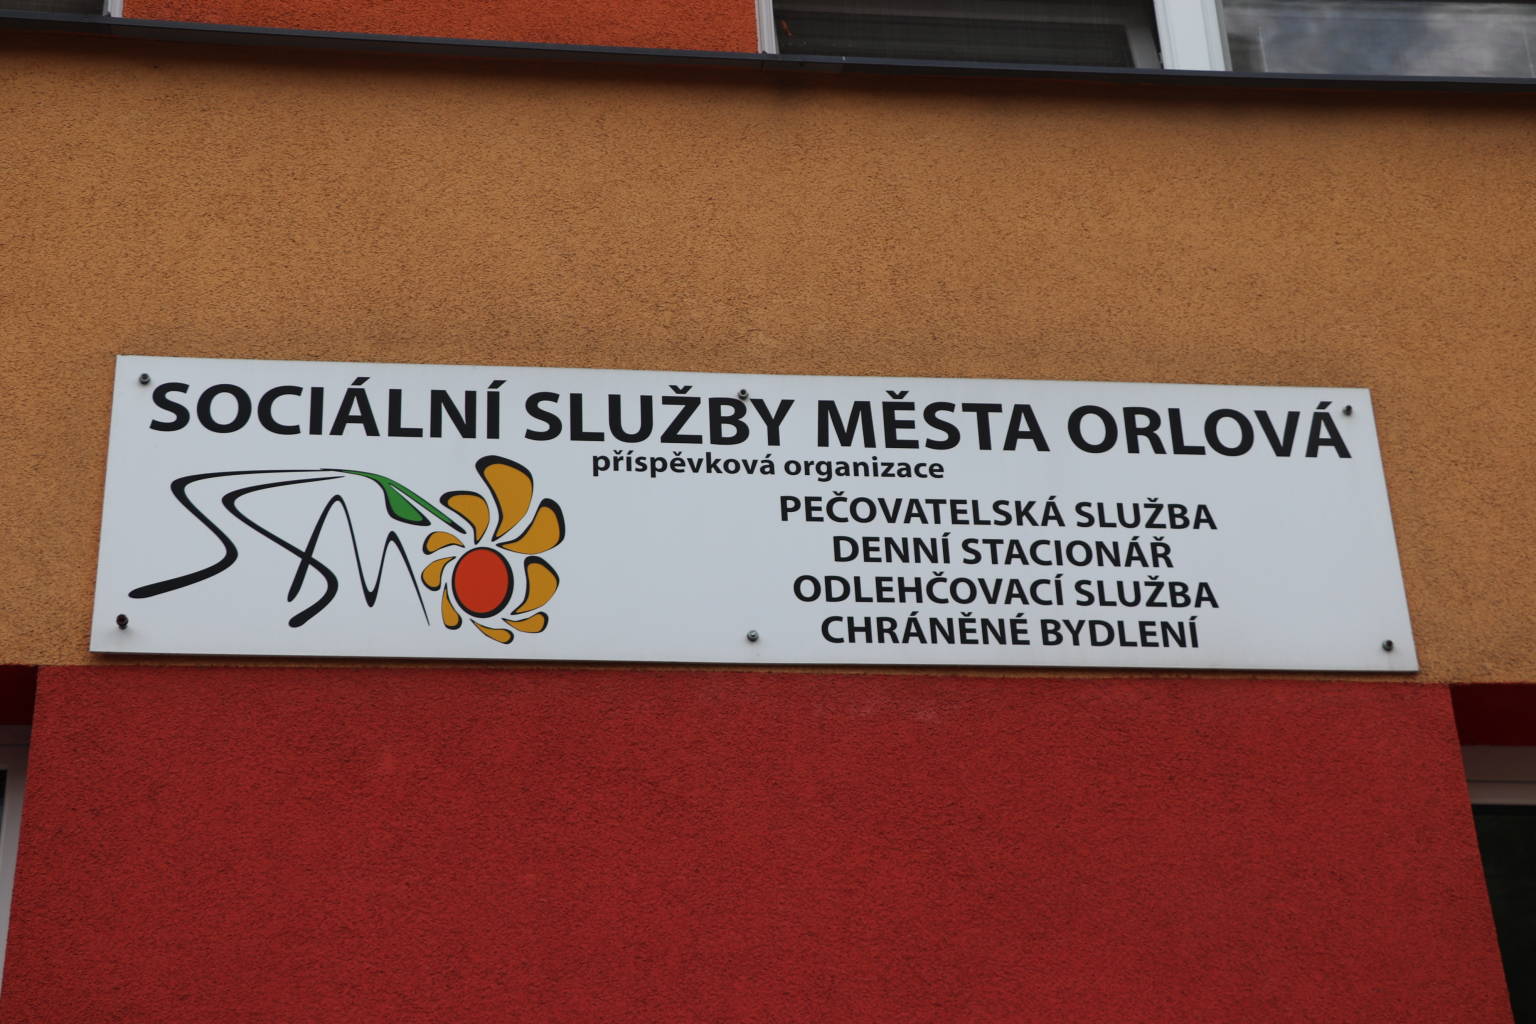 SOCIÁLNÍ SLUŽBY MĚSTA ORLOVÁ
příspěvková organizace
PEČOVATELSKÁ SLUŽBA
DENNÍ STACIONÁŘ
ODLEHČOVACÍ SLUŽBA
CHRÁNĚNÉ BYDLENÍ